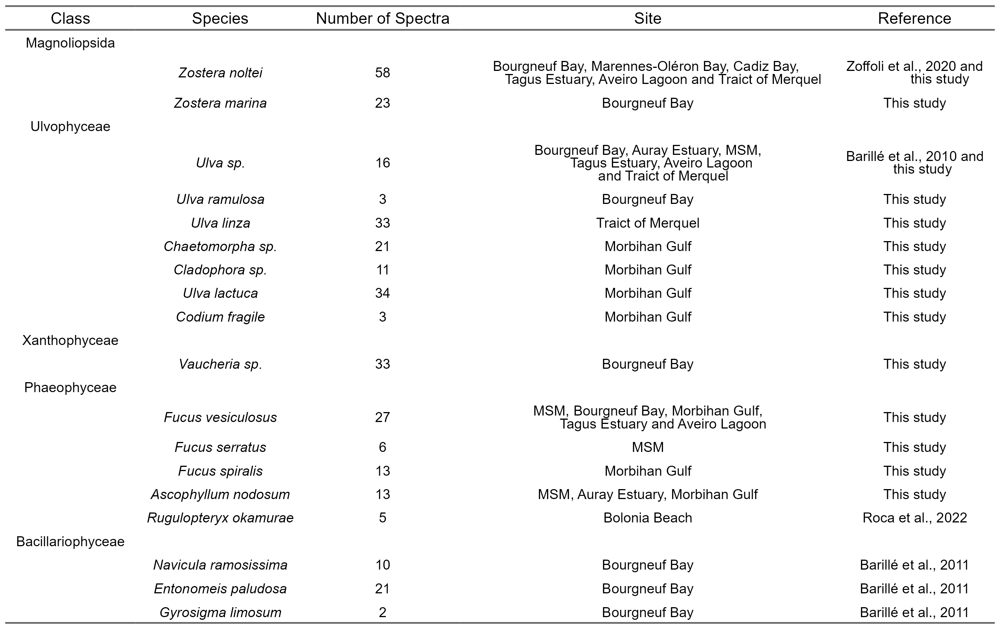 Class Species Number of Spectra Site Reference
Magnoliopsida
Zostera noltei 58 Bourgneuf Bay, Marennes-Oléron Bay, Cadiz Bay, Zoffoli et al., 2020 and
Tagus Estuary, Aveiro Lagoon and Traict of Merquel this study
Zostera marina 23 Bourgneuf Bay This study
Ulvophyceae
Ulva sp. 16 Bourgneuf Bay, Auray Estuary, MSM, Barillé et al., 2010 and
Tagus Estuary, Aveiro Lagoon this study
and Traict of Merquel
Ulva ramulosa 3 Bourgneuf Bay This study
Ulva linza 33 Traict of Merquel This study
Chaetomorpha sp. 21 Morbihan Gulf This study
Cladophora sp. 11 Morbihan Gulf This study
Ulva lactuca 34 Morbihan Gulf This study
Codium fragile 3 Morbihan Gulf This study
Xanthophyceae
Vaucheria sp. 33 Bourgneuf Bay This study
Phaeophyceae
Fucus vesiculosus 27 MSM, Bourgneuf Bay, Morbihan Gulf, This study
Tagus Estuary and Aveiro Lagoon
Fucus serratus 6 MSM This study
Fucus spiralis 13 Morbihan Gulf This study
Ascophyllum nodosum 13 MSM, Auray Estuary, Morbihan Gulf This study
Rugulopteryx okamurae 5 Bolonia Beach Roca et al., 2022
Bacillariophyceae
Navicula ramosissima 10 Bourgneuf Bay Barillé et al., 2011
Entonomeis paludosa 21 Bourgneuf Bay Barillé et al., 2011
Gyrosigma limosum 2 Bourgneuf Bay Barillé et al., 2011